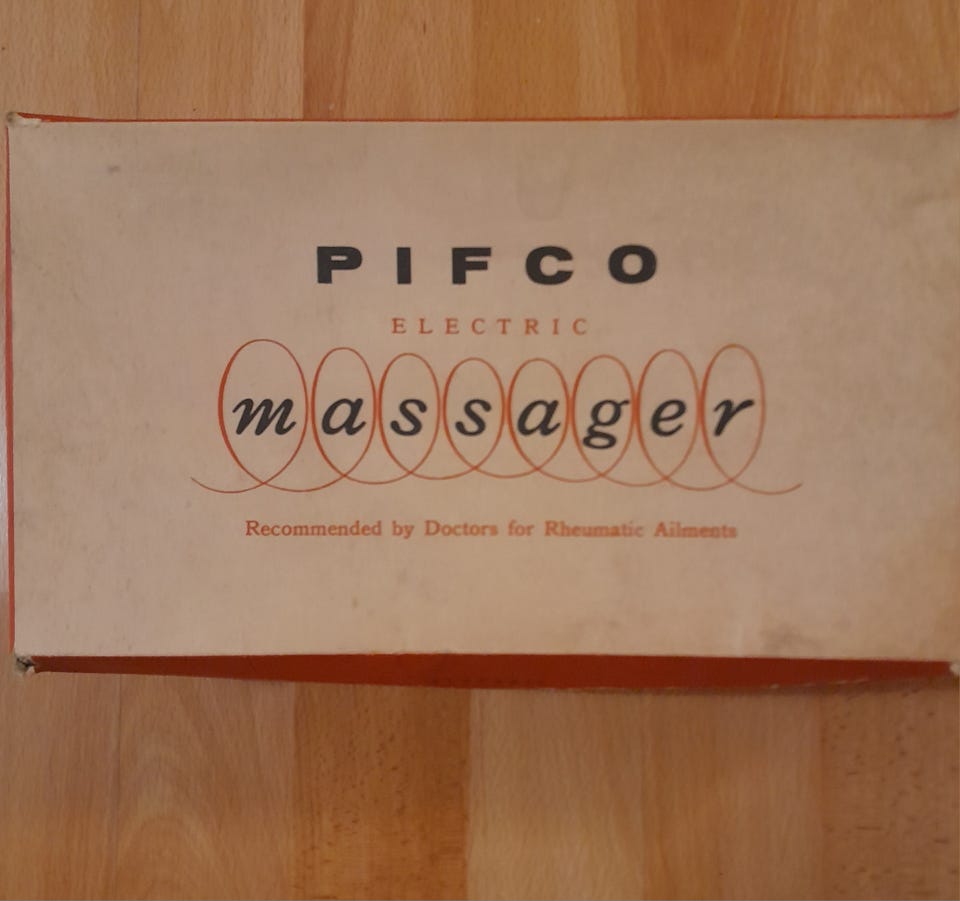 PIFCO
ELECTRIC
massager
Recommended by Doctors for Rheumatic Ailments